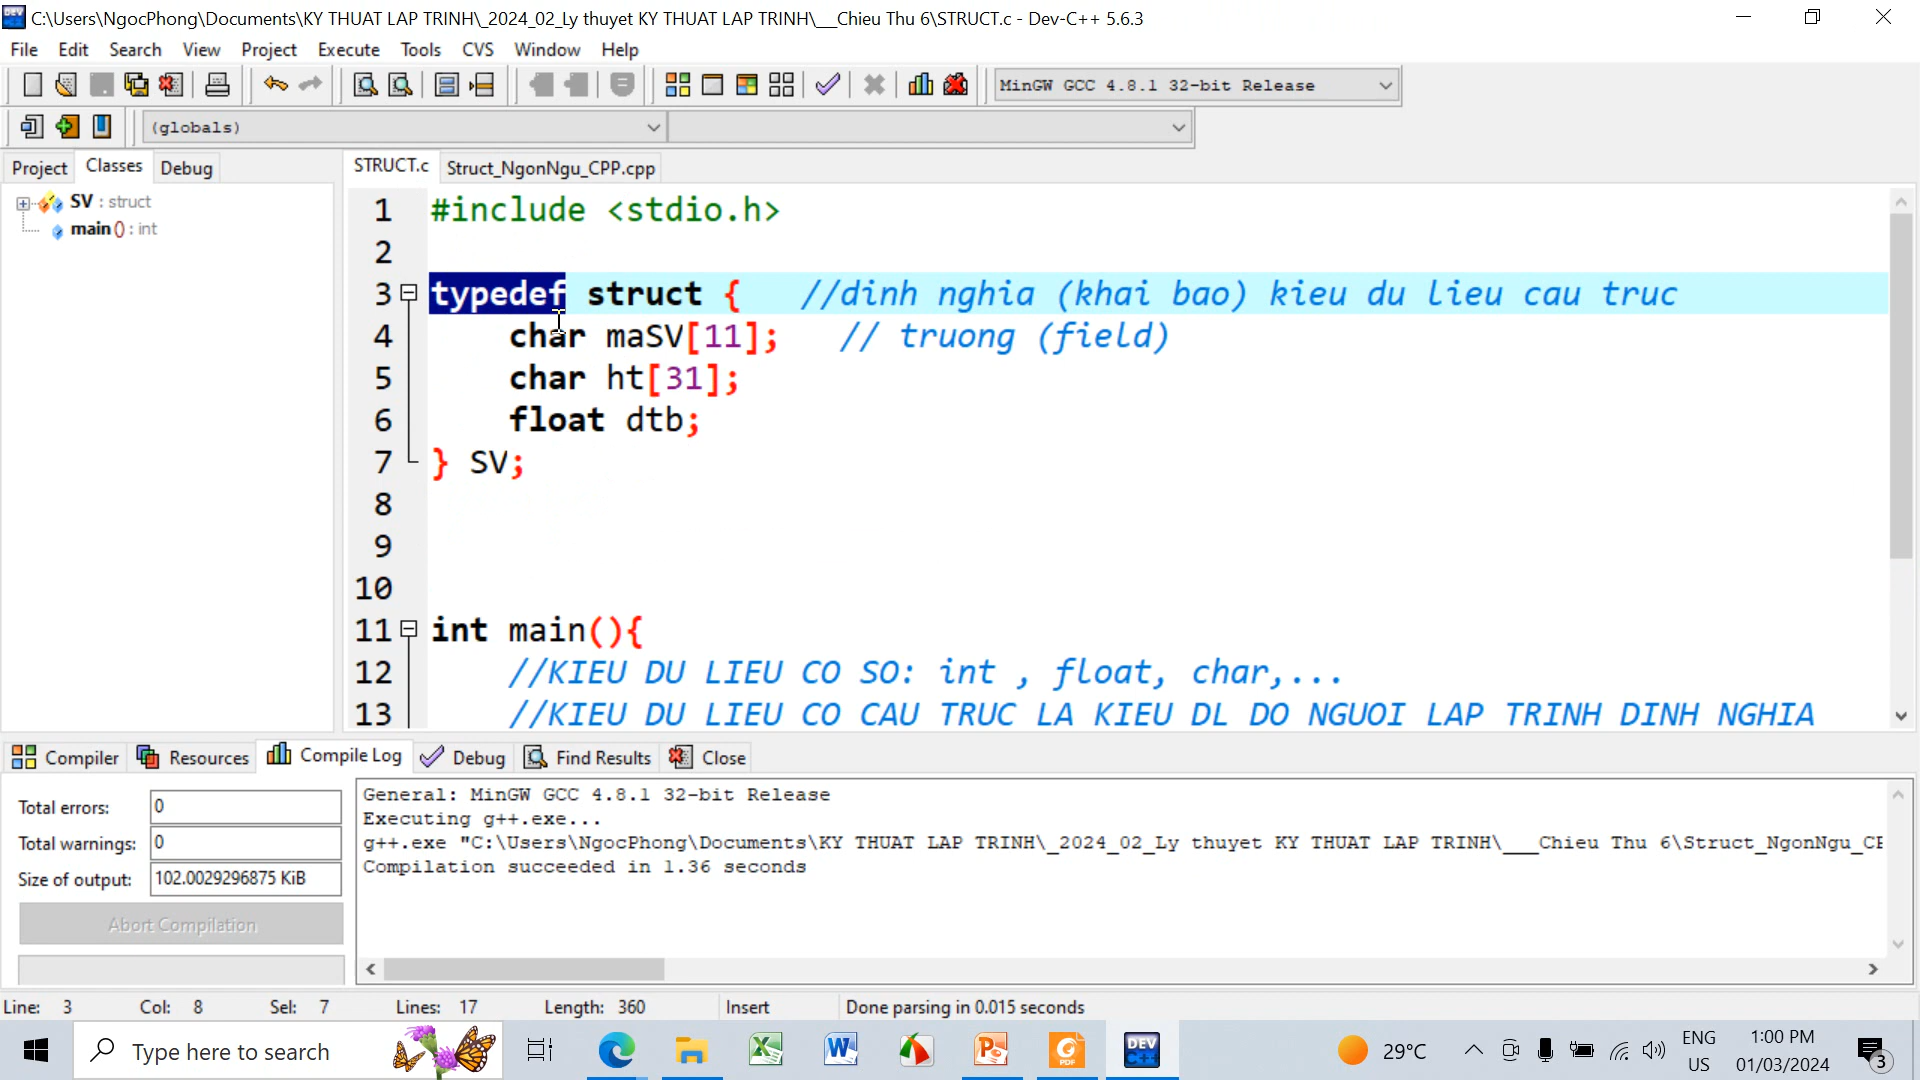 C:\Users\NgocPhong\Documents\KY THUAT LAP TRINH\_2024_02_Ly thuyet KY THUAT LAP TRINH\___Chieu Thu 6\STRUCT.c - Dev-C++ 5.6.3
File Edit Search View Project Execute Tools CVS Window Help
MinGW GCC 4.8.1 32-bit Release
(globals)
Project Classes Debug
STRUCT.c Struct_NgonNgu_CPP.cpp
SV : struct
main() : int
1 #include <stdio.h>
2
3 typedef struct { //dinh nghia (khai bao) kieu du lieu cau truc
4 char maSV[11]; // truong (field)
5 char ht[31];
6 float dtb;
7 } SV;
8
9
10
11 int main(){
12 //KIEU DU LIEU CO SO: int , float, char,...
13 //KIEU DU LIEU CO CAU TRUC LA KIEU DL DO NGUOI LAP TRINH DINH NGHIA
Compiler Resources Compile Log Debug Find Results Close
Total errors: 0
Total warnings: 0
Size of output: 102.0029296875 KiB
Abort Compilation
General: MinGW GCC 4.8.1 32-bit Release
Executing g++.exe...
g++.exe "C:\Users\NgocPhong\Documents\KY THUAT LAP TRINH\_2024_02_Ly thuyet KY THUAT LAP TRINH\___Chieu Thu 6\Struct_NgonNgu_
Compilation succeeded in 1.36 seconds
Line: 3 Col: 8 Sel: 7 Lines: 17 Length: 360 Insert Done parsing in 0.015 seconds
Type here to search
DEV C++
29°C
ENG
US
1:00 PM
01/03/2024
3